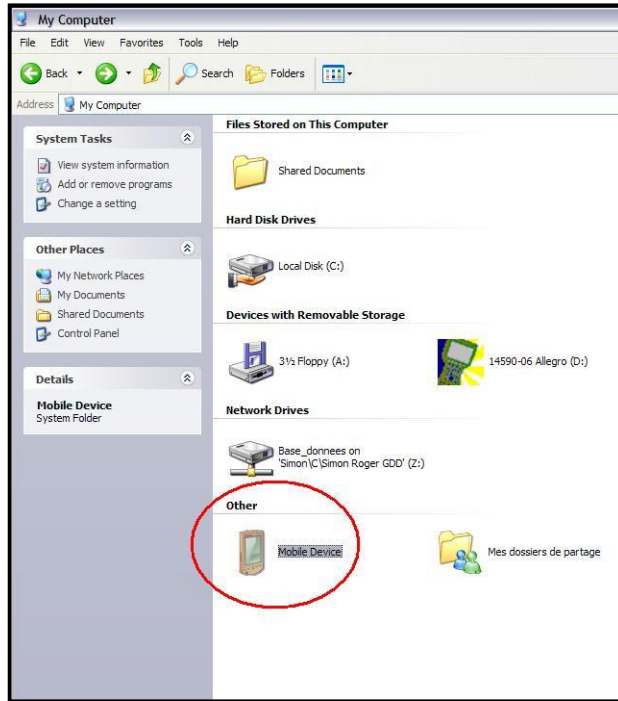 My Computer
File Edit View Favorites Tools Help
Back Search Folders
Address My Computer
System Tasks
View system information
Add or remove programs
Change a setting
Other Places
My Network Places
My Documents
Shared Documents
Control Panel
Details
Mobile Device
System Folder
Files Stored on This Computer
Shared Documents
Hard Disk Drives
Local Disk (C:)
Devices with Removable Storage
3½ Floppy (A:)
14590-06 Allegro (D:)
Network Drives
Base_donnees on
'Simon\C\Simon Roger GDD' (Z:)
Other
Mobile Device
Mes dossiers de partage